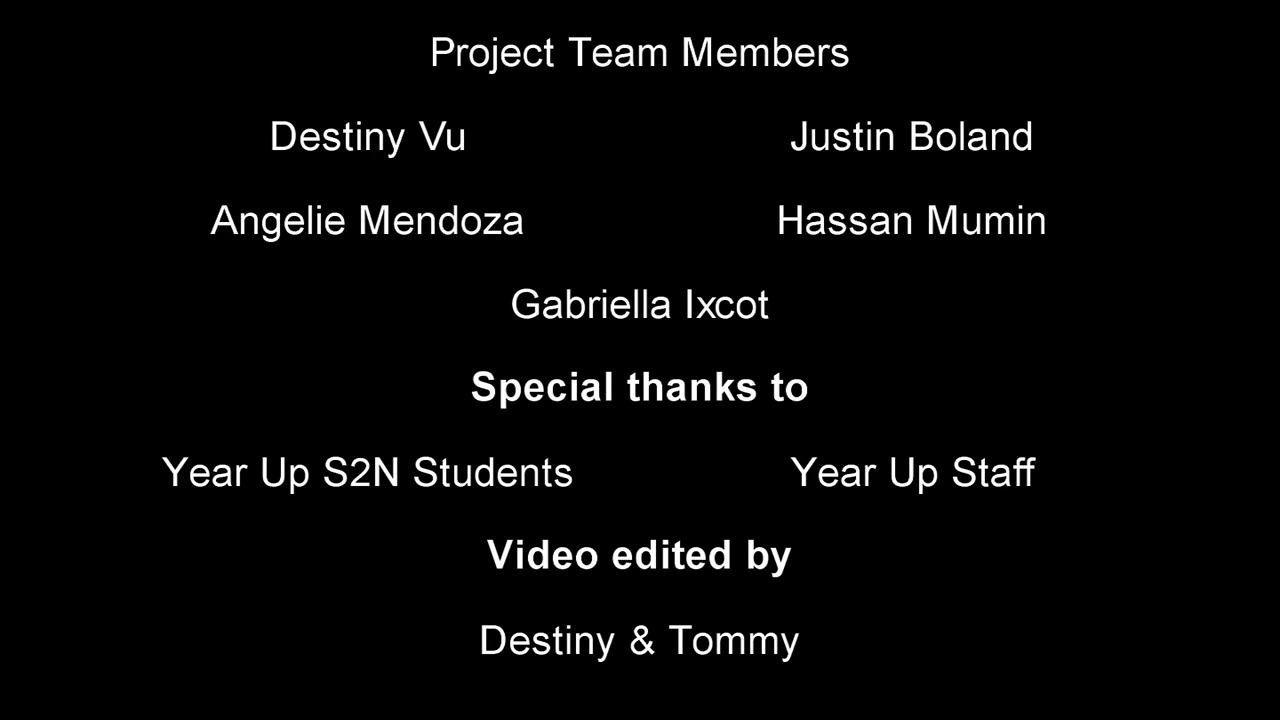 Project Team Members
Destiny Vu
Justin Boland
Angelie Mendoza
Hassan Mumin
Gabriella Ixcot
Special thanks to
Year Up S2N Students
Year Up Staff
Video edited by
Destiny & Tommy